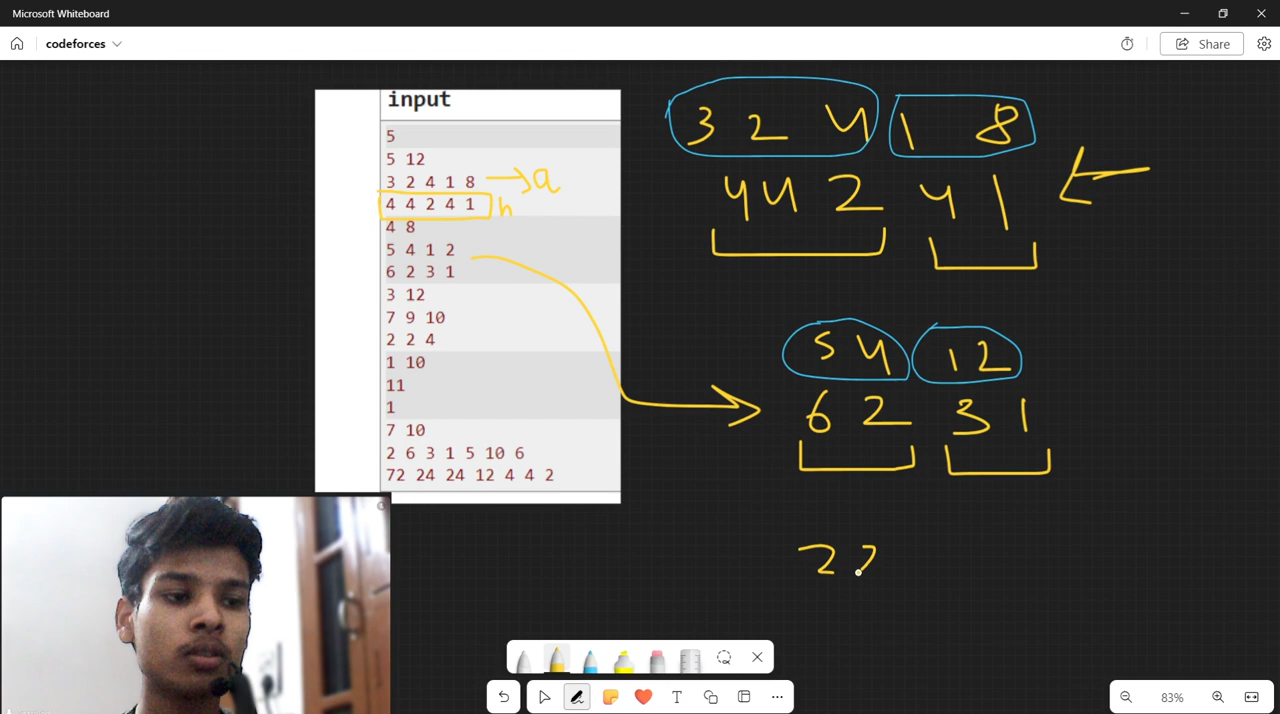 Microsoft Whiteboard
codeforces
Share
input
5
5 12
3 2 4 1 8
a
4 4 2 4 1
h
4 8
5 4 1 2
6 2 3 1
3 12
7 9 10
2 2 4
1 10
11
1
7 10
2 6 3 1 5 10 6
72 24 24 12 4 4 2
3 2 4 1 8
4 4 2 4 1
5 4 1 2
6 2 3 1
2 2
83%